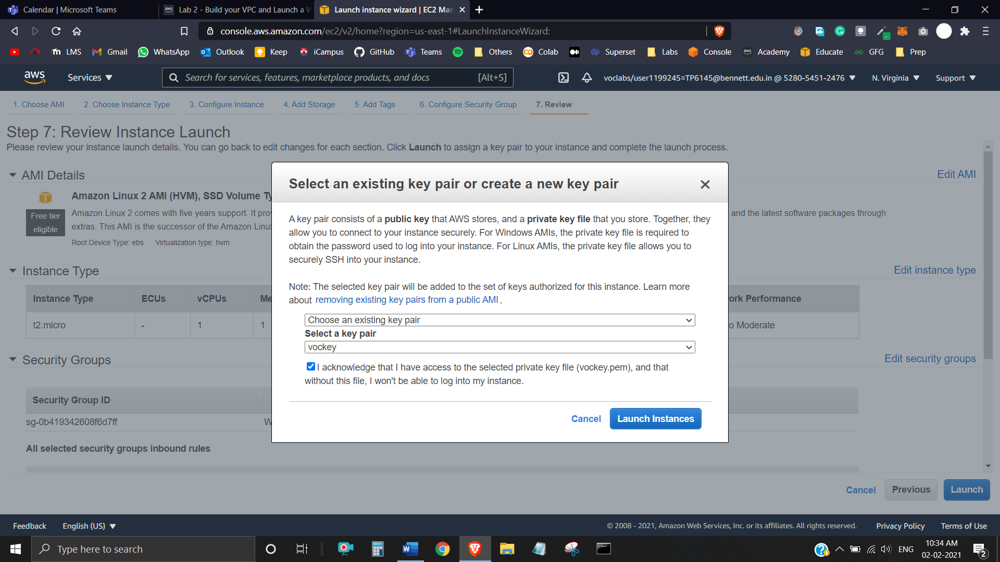 Calendar | Microsoft Teams
Lab 2 - Build your VPC and Launch a W
Launch instance wizard | EC2 Man
console.aws.amazon.com/ec2/v2/home?region=us-east-1#LaunchInstanceWizard:
LMS Gmail WhatsApp Outlook Keep iCampus GitHub Teams Others Colab Superset Labs Console Academy Educate GFG Prep
aws Services Search for services, features, marketplace products, and docs [Alt+S] voclabs/user1199245=TP6145@bennett.edu.in @ 5280-5451-2476 N. Virginia Support
1. Choose AMI 2. Choose Instance Type 3. Configure Instance 4. Add Storage 5. Add Tags 6. Configure Security Group 7. Review
Step 7: Review Instance Launch
Please review your instance launch details. You can go back to edit changes for each section. Click Launch to assign a key pair to your instance and complete the launch process.
AMI Details Edit AMI
Free tier eligible
Amazon Linux 2 AMI (HVM), SSD Volume Ty
Amazon Linux 2 comes with five years support. It pro and the latest software packages through
extras. This AMI is the successor of the Amazon Linu
Root Device Type: ebs Virtualization type: hvm
Instance Type Edit instance type
Instance Type ECUs vCPUs Me ork Performance
t2.micro - 1 1 o Moderate
Security Groups Edit security groups
Security Group ID
sg-0b419342608f6d7ff W
All selected security groups inbound rules
Select an existing key pair or create a new key pair
A key pair consists of a public key that AWS stores, and a private key file that you store. Together, they
allow you to connect to your instance securely. For Windows AMIs, the private key file is required to
obtain the password used to log into your instance. For Linux AMIs, the private key file allows you to
securely SSH into your instance.
Note: The selected key pair will be added to the set of keys authorized for this instance. Learn more
about removing existing key pairs from a public AMI .
Choose an existing key pair
Select a key pair
vockey
I acknowledge that I have access to the selected private key file (vockey.pem), and that
without this file, I won't be able to log into my instance.
Cancel Launch Instances
Cancel Previous Launch
Feedback English (US) © 2008 - 2021, Amazon Web Services, Inc. or its affiliates. All rights reserved. Privacy Policy Terms of Use
Type here to search
ENG
10:34 AM
02-02-2021
2